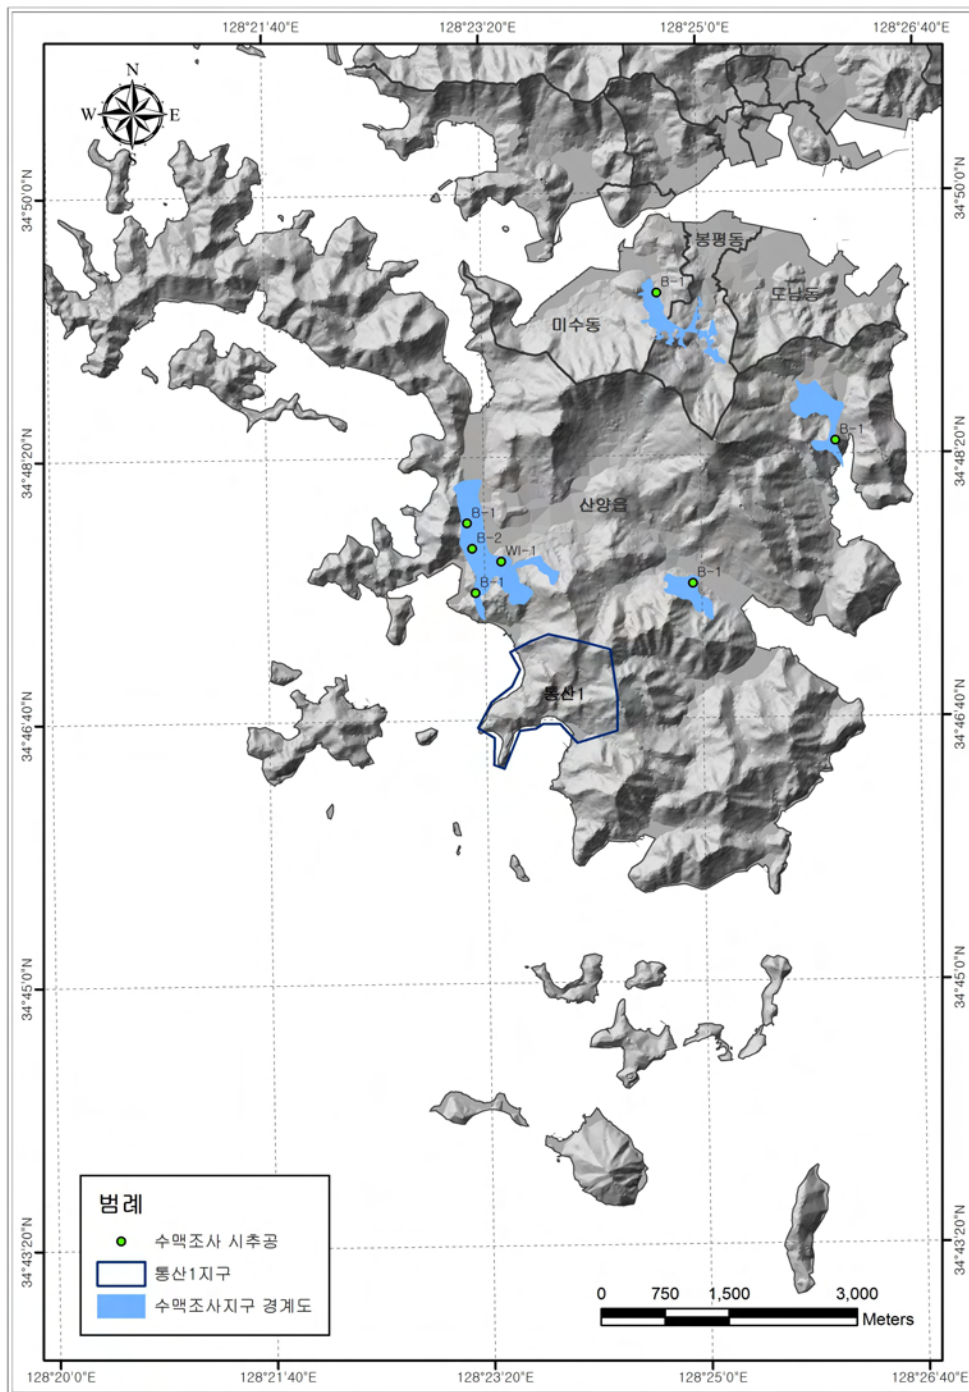 128°21'40"E
128°23'20"E
128°25'0"E
128°26'40"E
N
W
E
S
34°50'0"N
34°50'0"N
봉평동
B-1
도남동
미수동
34°48'20"N
34°48'20"N
B-1
산양읍
B-1
B-2
WI-1
B-1
B-1
통산1
34°46'40"N
34°46'40"N
34°45'0"N
34°45'0"N
범례
수맥조사 시추공
통산1지구
수맥조사지구 경계도
34°43'20"N
34°43'20"N
0 750 1,500 3,000
Meters
128°20'0"E
128°21'40"E
128°23'20"E
128°25'0"E
128°26'40"E